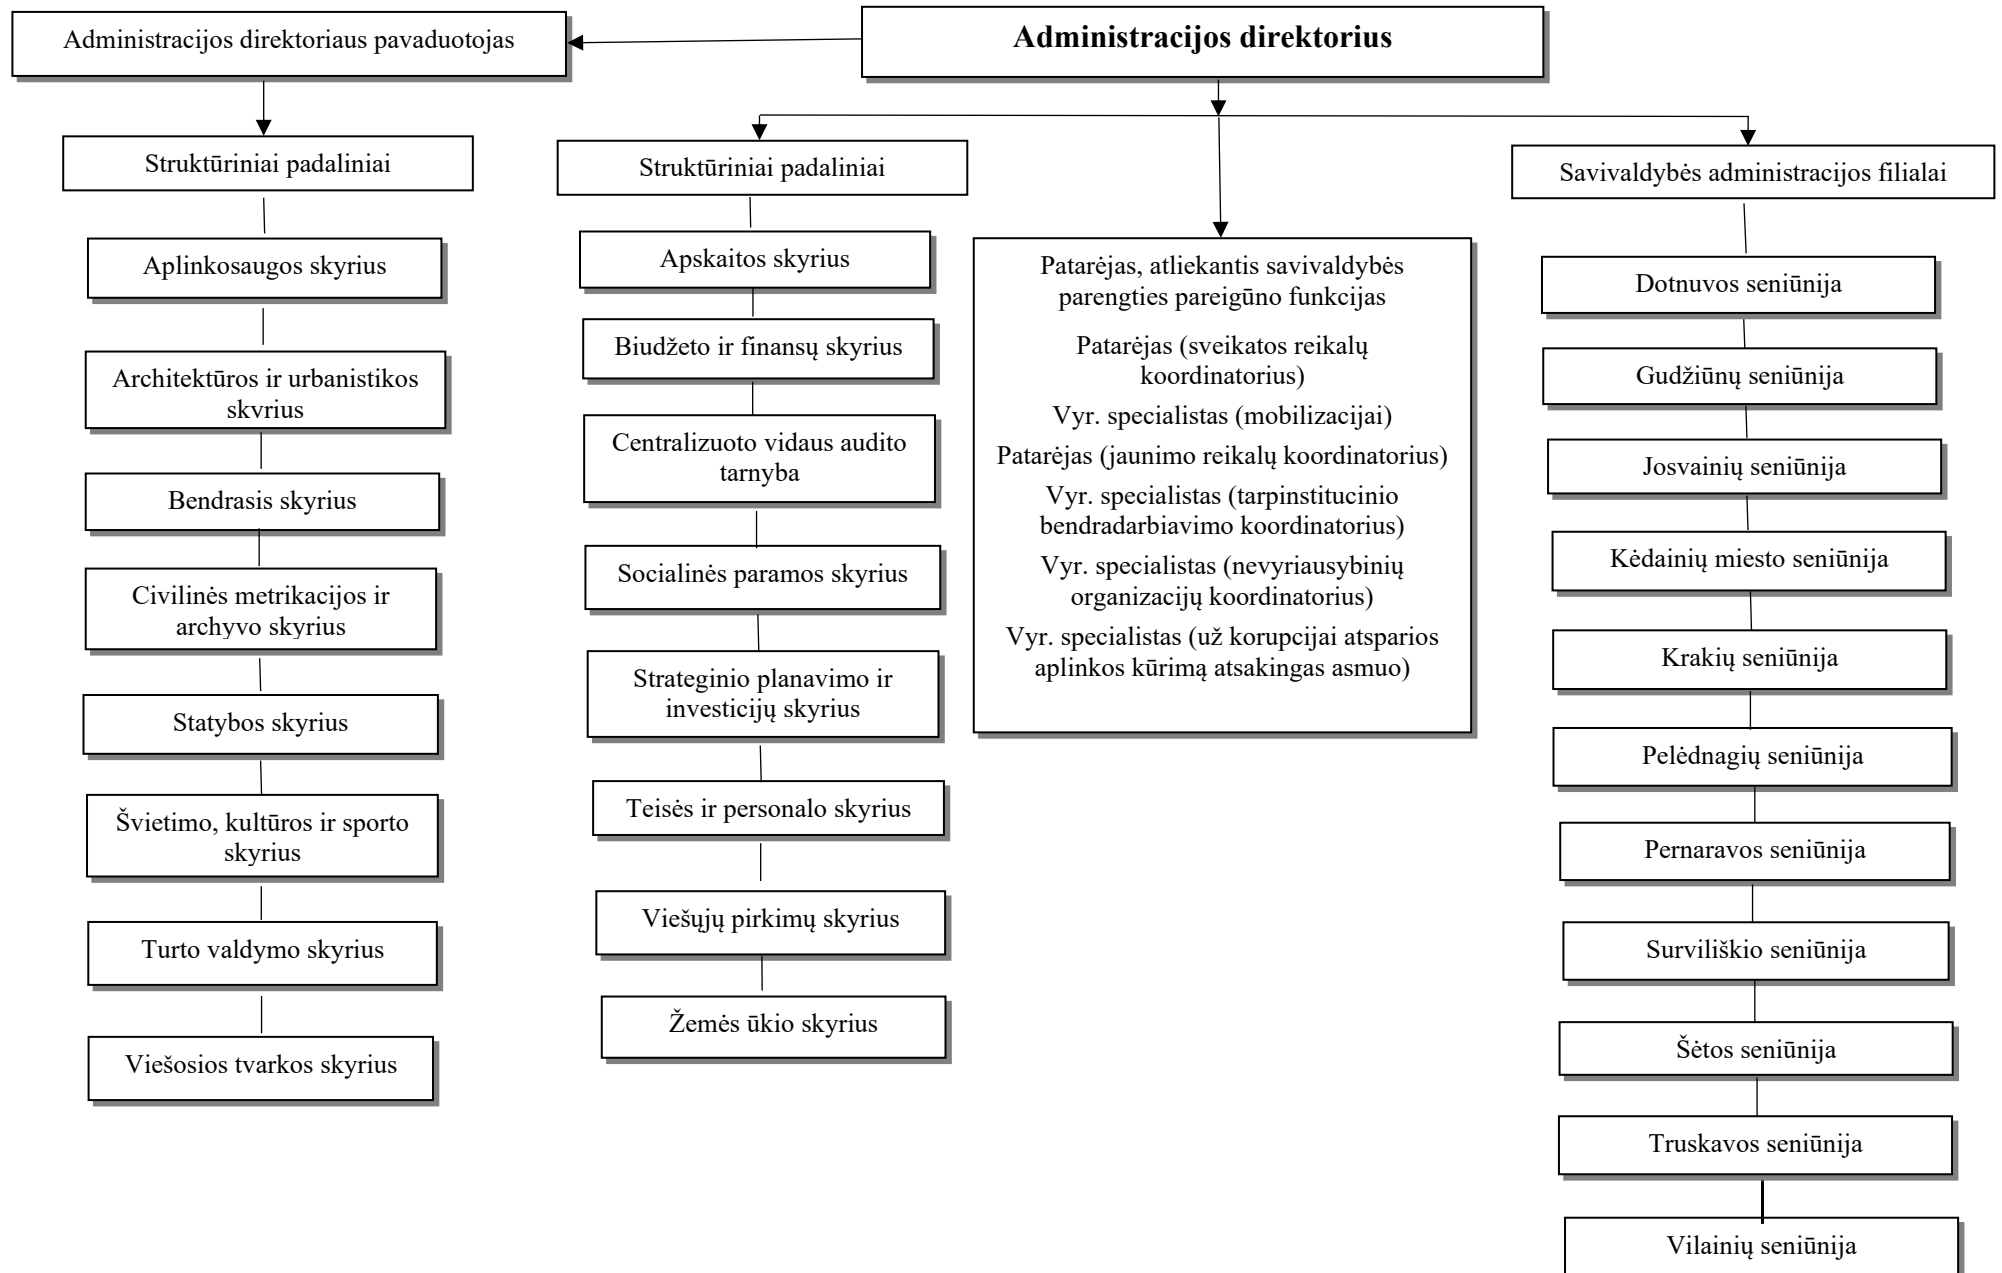 Administracijos direktoriaus pavaduotojas
Administracijos direktorius
Struktūriniai padaliniai
Aplinkosaugos skyrius
Architektūros ir urbanistikos
skyrius
Bendrasis skyrius
Civilinės metrikacijos ir
archyvo skyrius
Statybos skyrius
Švietimo, kultūros ir sporto
skyrius
Turto valdymo skyrius
Viešosios tvarkos skyrius
Struktūriniai padaliniai
Apskaitos skyrius
Biudžeto ir finansų skyrius
Centralizuoto vidaus audito
tarnyba
Socialinės paramos skyrius
Strateginio planavimo ir
investicijų skyrius
Teisės ir personalo skyrius
Viešųjų pirkimų skyrius
Žemės ūkio skyrius
Patarėjas, atliekantis savivaldybės
parengties pareigūno funkcijas
Patarėjas (sveikatos reikalų
koordinatorius)
Vyr. specialistas (mobilizacijai)
Patarėjas (jaunimo reikalų koordinatorius)
Vyr. specialistas (tarpinstitucinio
bendradarbiavimo koordinatorius)
Vyr. specialistas (nevyriausybinių
organizacijų koordinatorius)
Vyr. specialistas (už korupcijai atsparios
aplinkos kūrimą atsakingas asmuo)
Savivaldybės administracijos filialai
Dotnuvos seniūnija
Gudžiūnų seniūnija
Josvainių seniūnija
Kėdainių miesto seniūnija
Krakių seniūnija
Pelėdnagių seniūnija
Pernaravos seniūnija
Surviliškio seniūnija
Šėtos seniūnija
Truskavos seniūnija
Vilainių seniūnija